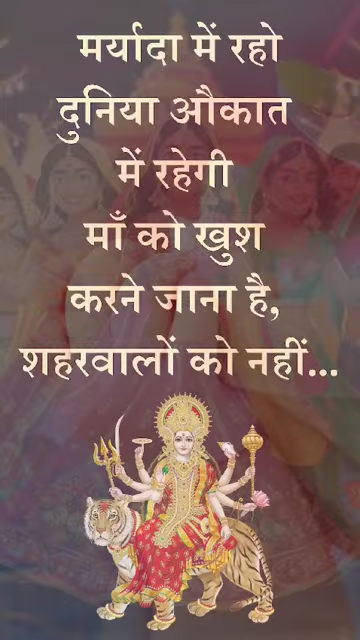 मर्यादा में रहो
दुनिया औकात
में रहेगी
माँ को खुश
करने जाना है,
शहरवालों को नहीं...